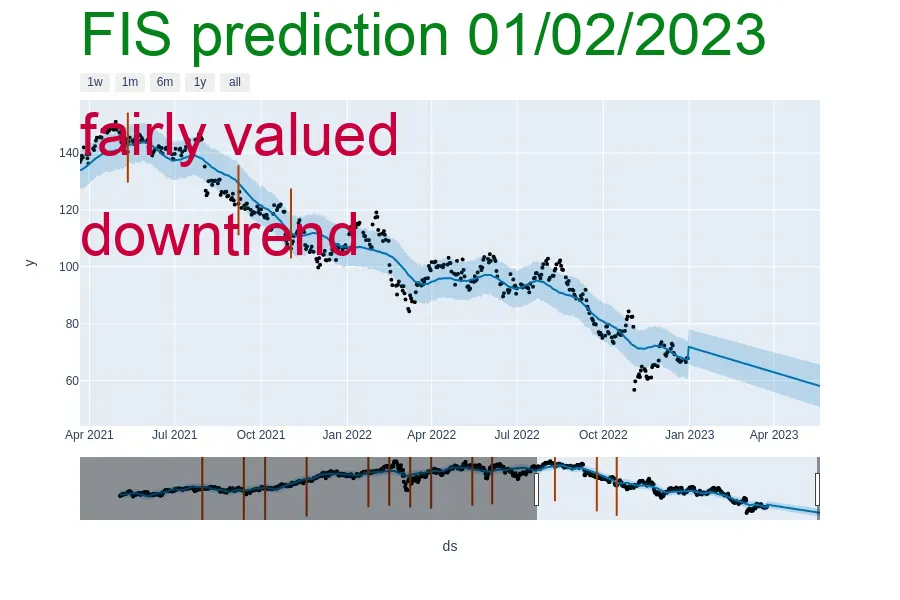 FIS prediction 01/02/2023
1w 1m 6m 1y all
fairly valued
140
120
downtrend
y
100
80
60
Apr 2021 Jul 2021 Oct 2021 Jan 2022 Apr 2022 Jul 2022 Oct 2022 Jan 2023 Apr 2023
ds